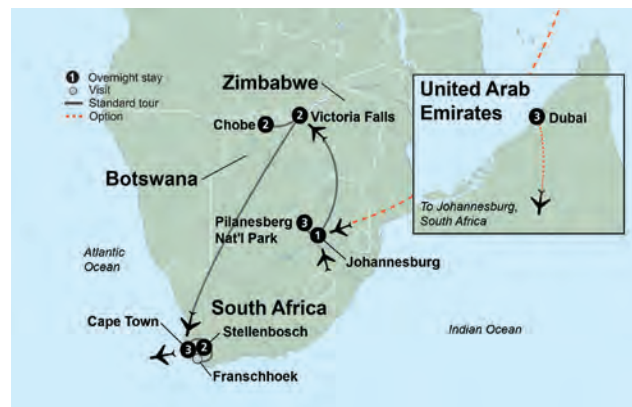 1 Overnight stay
Visit
Standard tour
Option
Zimbabwe
Chobe 2
2 Victoria Falls
Botswana
Pilanesberg 3
Nat'l Park
1
Johannesburg
Atlantic
Ocean
South Africa
Cape Town
Stellenbosch
3 2
Franschhoek
Indian Ocean
United Arab
Emirates
3 Dubai
To Johannesburg,
South Africa